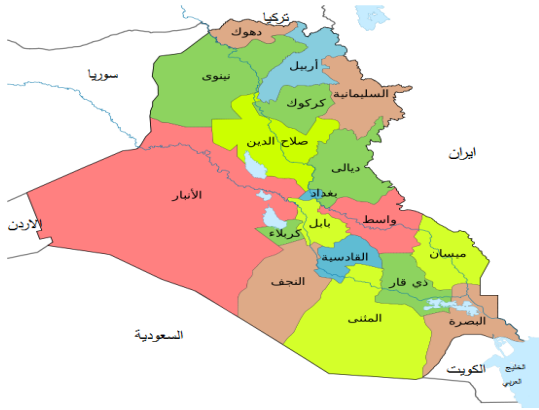 تركيا
دهوك
أربيل
نينوى
سوريا
السليمانية
كركوك
صلاح الدين
ايران
ديالى
بغداد
الأنبار
واسط
بابل
الاردن
كربلاء
القادسية
ميسان
النجف
ذي قار
المثنى
البصرة
السعودية
الكويت
الخليج
العربي